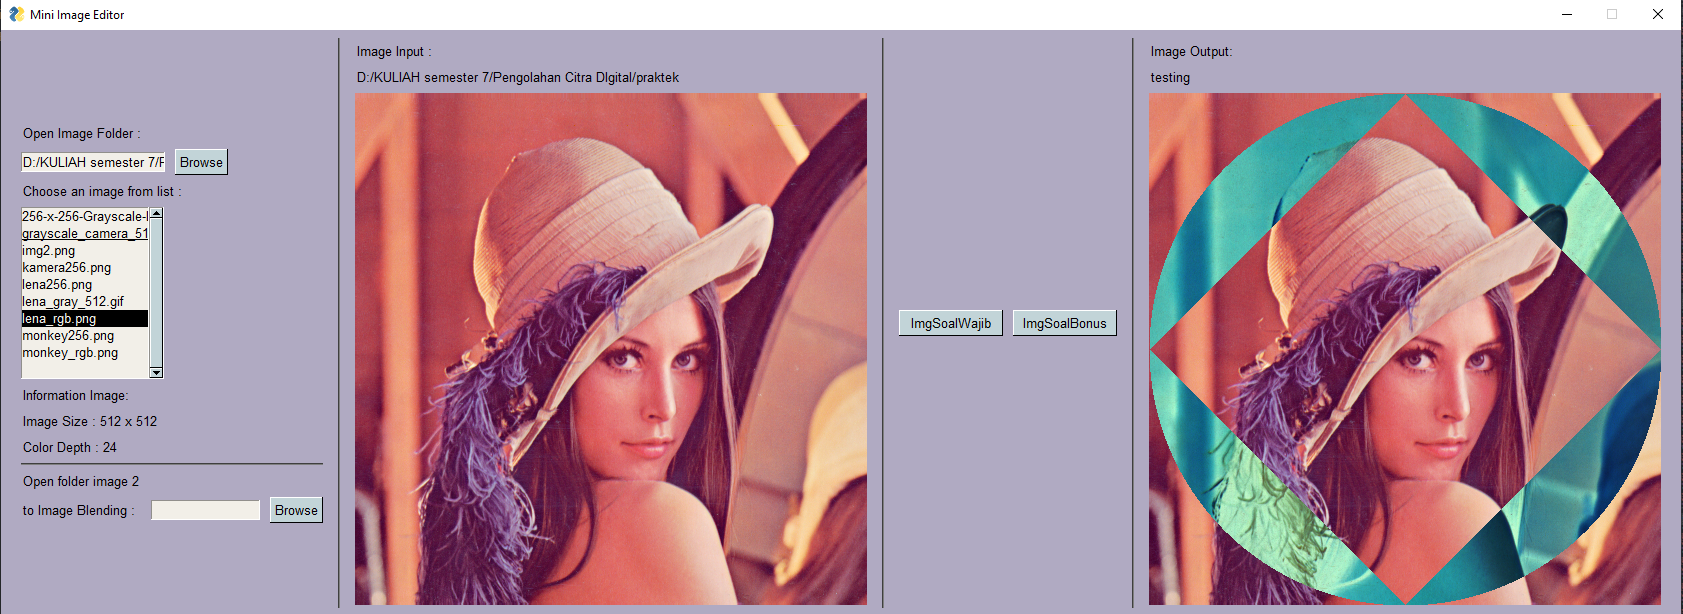 Mini Image Editor
Open Image Folder :
D:/KULIAH semester 7/F
Browse
Choose an image from list :
256-x-256-Grayscale-l
grayscale_camera_51
img2.png
kamera256.png
lena256.png
lena_gray_512.gif
lena_rgb.png
monkey256.png
monkey_rgb.png
Information Image:
Image Size : 512 x 512
Color Depth : 24
Open folder image 2
to Image Blending :
Browse
Image Input :
D:/KULIAH semester 7/Pengolahan Citra DIgital/praktek
ImgSoalWajib
ImgSoalBonus
Image Output:
testing